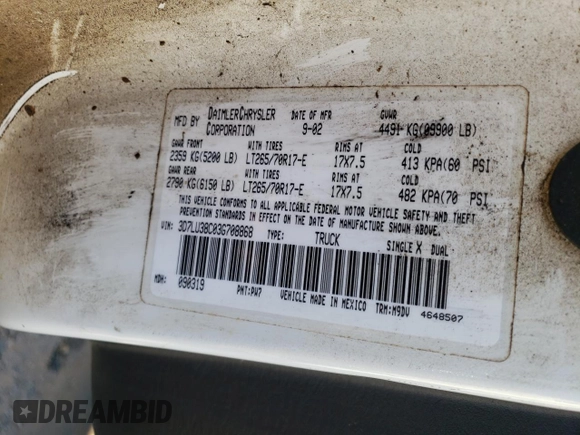 MFD BY DAIMLERCHRYSLER CORPORATION DATE OF MFR 9-02 GVWR 4491 KG(09900 LB)
GAWR FRONT WITH TIRES RIMS AT COLD
2359 KG(5200 LB) LT265/70R17-E 17X7.5 413 KPA(60 PSI
GAWR REAR WITH TIRES RIMS AT COLD
2790 KG(6150 LB) LT265/70R17-E 17X7.5 482 KPA(70 PSI
THIS VEHICLE CONFORMS TO ALL APPLICABLE FEDERAL MOTOR VEHICLE SAFETY AND THEFT
PREVENTION STANDARDS IN EFFECT ON THE DATE OF MANUFACTURE SHOWN ABOVE.
VIN: 3D7LU38C03G708868 TYPE: TRUCK SINGLE X DUAL
MDH: 090319 PNT:PW7 VEHICLE MADE IN MEXICO TRM:M9DV 4648507
DREAMBID